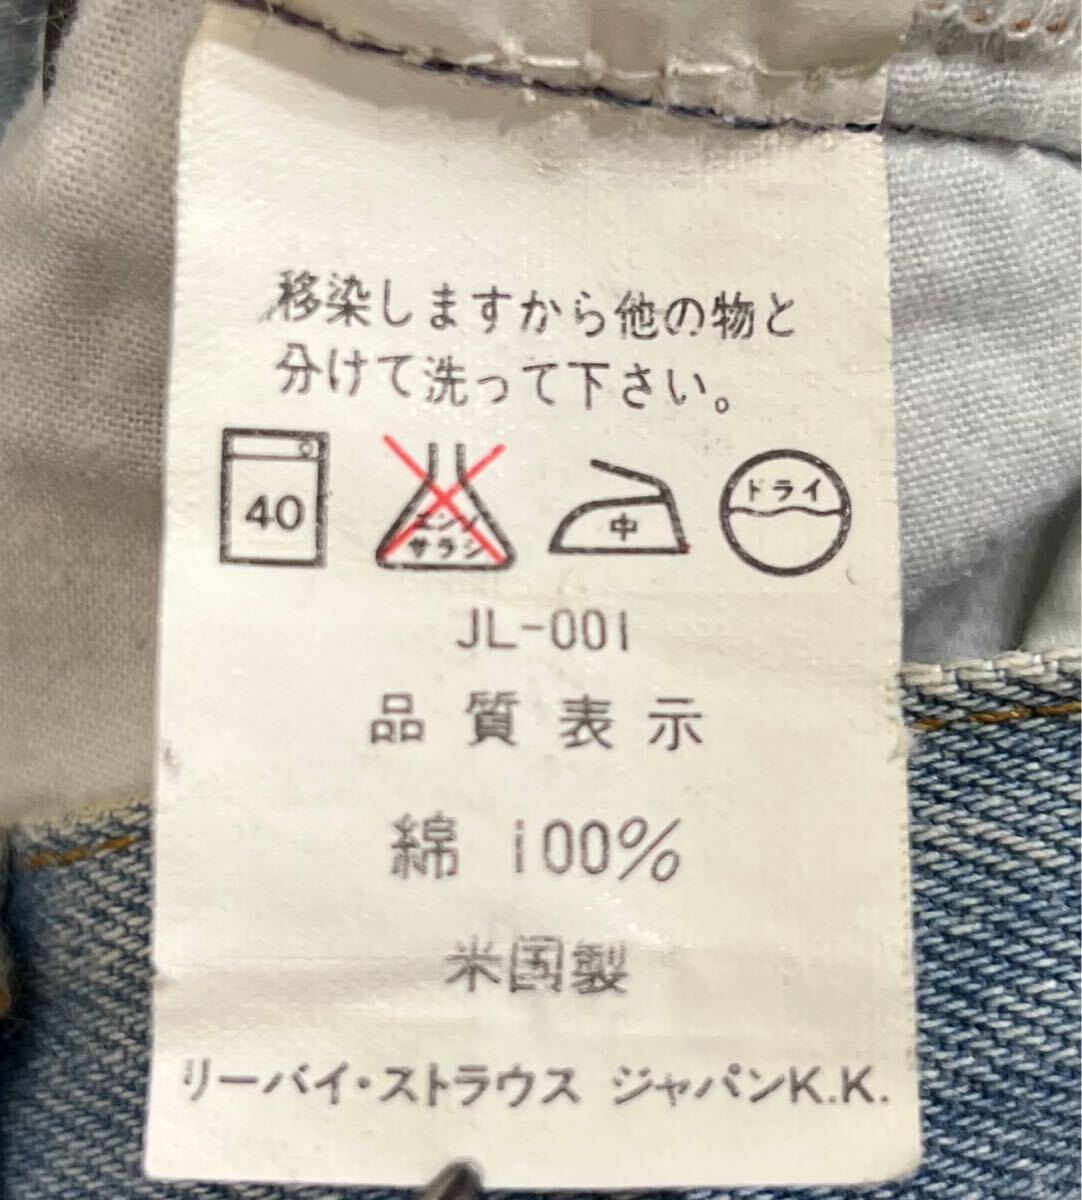 移染しますから他の物と
分けて洗って下さい。
40
エンソ
サラシ
中
ドライ
JL-001
品質表示
綿 100%
米国製
リーバイ・ストラウス ジャパンK.K.